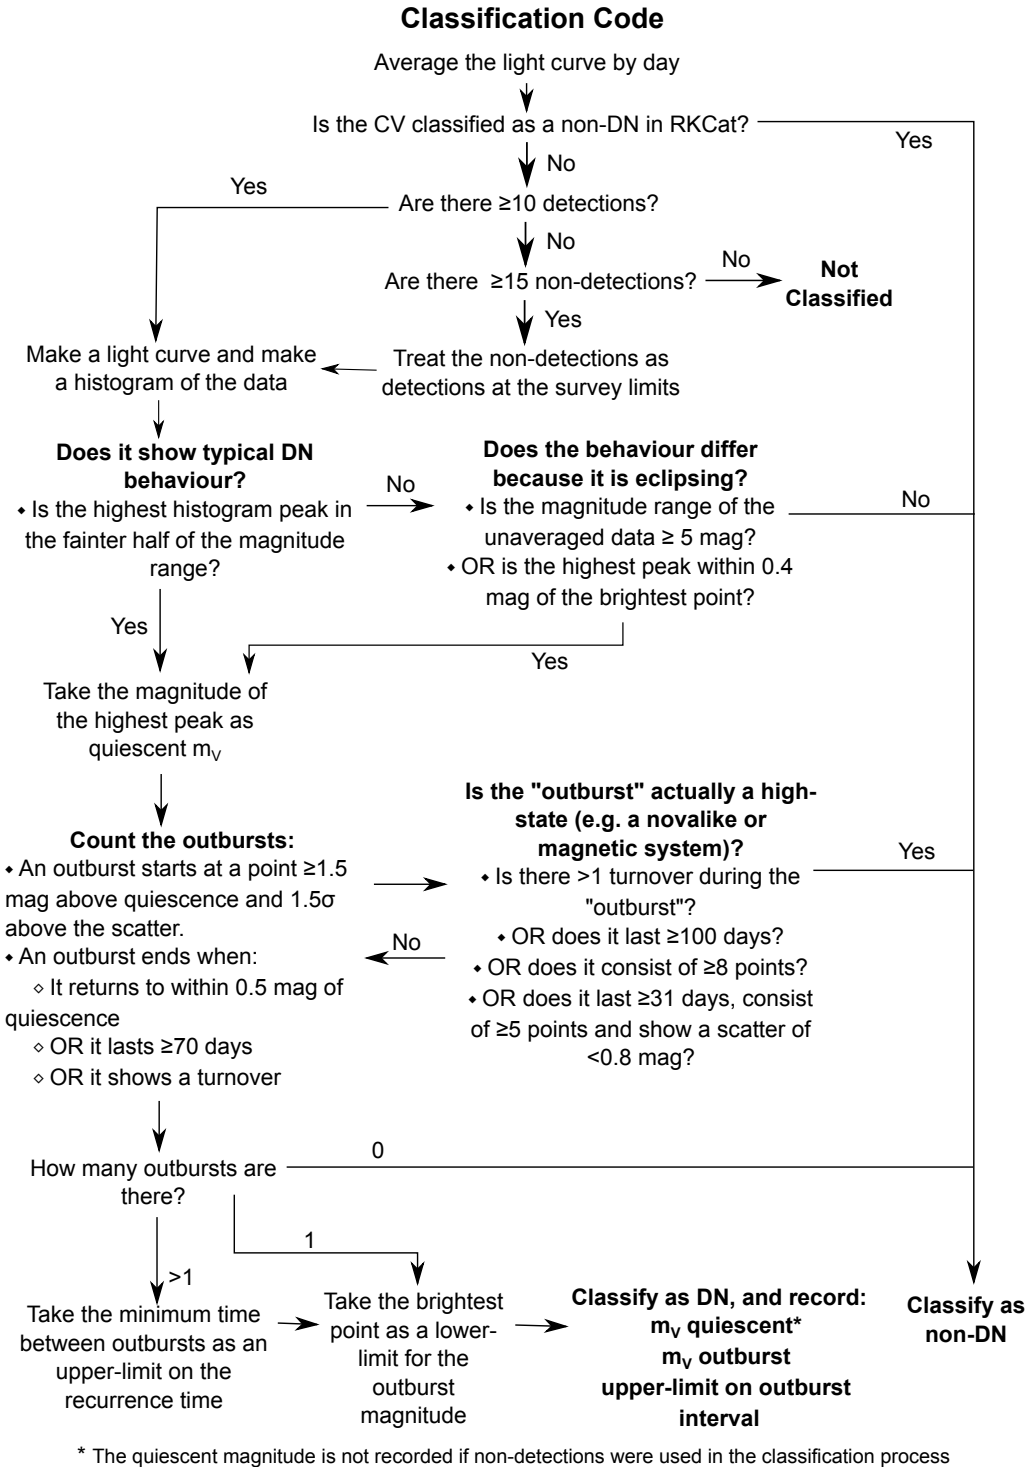 Classification Code
Average the light curve by day
Is the CV classified as a non-DN in RKCat?
Yes
No
Yes
Are there ≥10 detections?
No
Are there ≥15 non-detections?
No
Not
Classified
Yes
Make a light curve and make
a histogram of the data
Treat the non-detections as
detections at the survey limits
Does it show typical DN
behaviour?
⬥ Is the highest histogram peak in
the fainter half of the magnitude
range?
No
Does the behaviour differ
because it is eclipsing?
⬥ Is the magnitude range of the
unaveraged data ≥ 5 mag?
⬥ OR is the highest peak within 0.4
mag of the brightest point?
No
Yes
Yes
Take the magnitude of
the highest peak as
quiescent mV
Count the outbursts:
⬥ An outburst starts at a point ≥1.5
mag above quiescence and 1.5σ
above the scatter.
⬥ An outburst ends when:
⬦ It returns to within 0.5 mag of
quiescence
⬦ OR it lasts ≥70 days
⬦ OR it shows a turnover
No
Is the "outburst" actually a high-
state (e.g. a novalike or
magnetic system)?
⬥ Is there >1 turnover during the
"outburst"?
⬥ OR does it last ≥100 days?
⬥ OR does it consist of ≥8 points?
⬥ OR does it last ≥31 days, consist
of ≥5 points and show a scatter of
<0.8 mag?
Yes
How many outbursts are
there?
0
1
>1
Take the minimum time
between outbursts as an
upper-limit on the
recurrence time
Take the brightest
point as a lower-
limit for the
outburst
magnitude
Classify as DN, and record:
mV quiescent*
mV outburst
upper-limit on outburst
interval
Classify as
non-DN
* The quiescent magnitude is not recorded if non-detections were used in the classification process